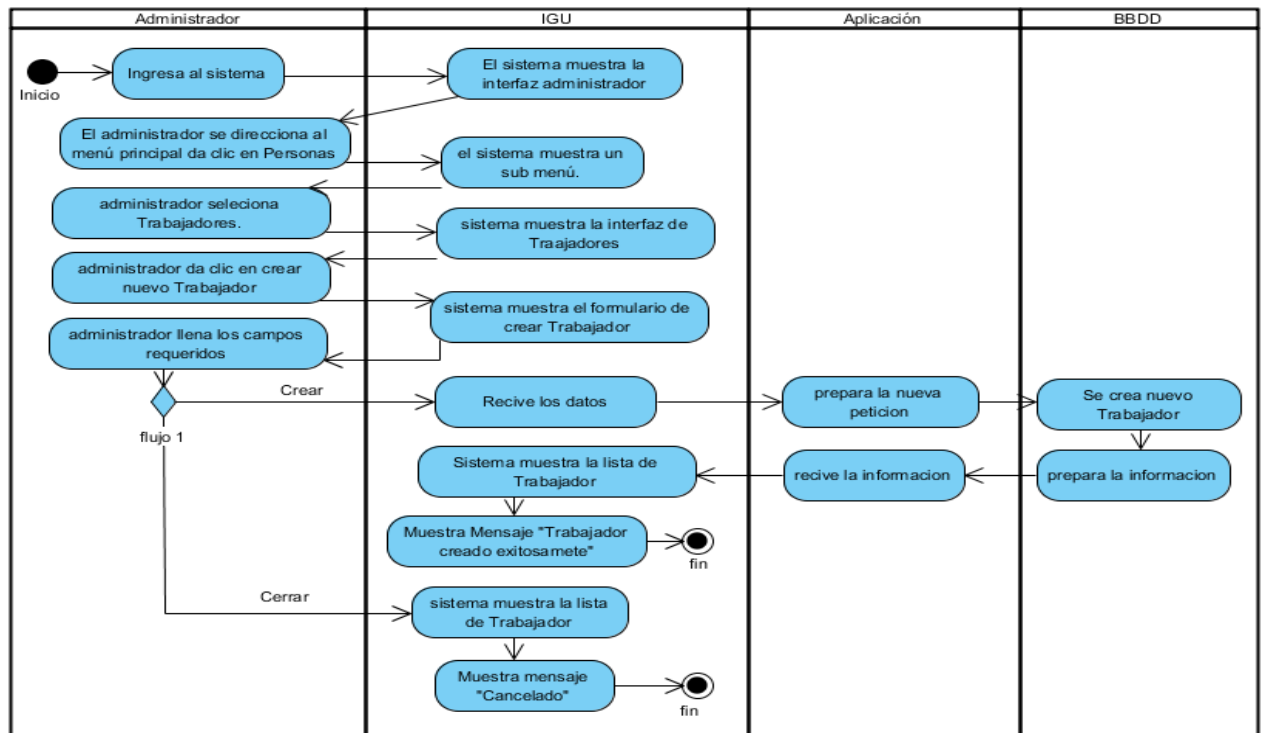 Administrador
IGU
Aplicación
BBDD
Inicio
Ingresa al sistema
El sistema muestra la
interfaz administrador
El administrador se direcciona al
menú principal da clic en Personas
el sistema muestra un
sub menú.
administrador seleciona
Trabajadores.
sistema muestra la interfaz de
Traajadores
administrador da clic en crear
nuevo Trabajador
sistema muestra el formulario de
crear Trabajador
administrador llena los campos
requeridos
Crear
flujo 1
Recive los datos
prepara la nueva
peticion
Se crea nuevo
Trabajador
Sistema muestra la lista de
Trabajador
recive la informacion
prepara la informacion
Muestra Mensaje "Trabajador
creado exitosamete"
fin
Cerrar
sistema muestra la lista
de Trabajador
Muestra mensaje
"Cancelado"
fin